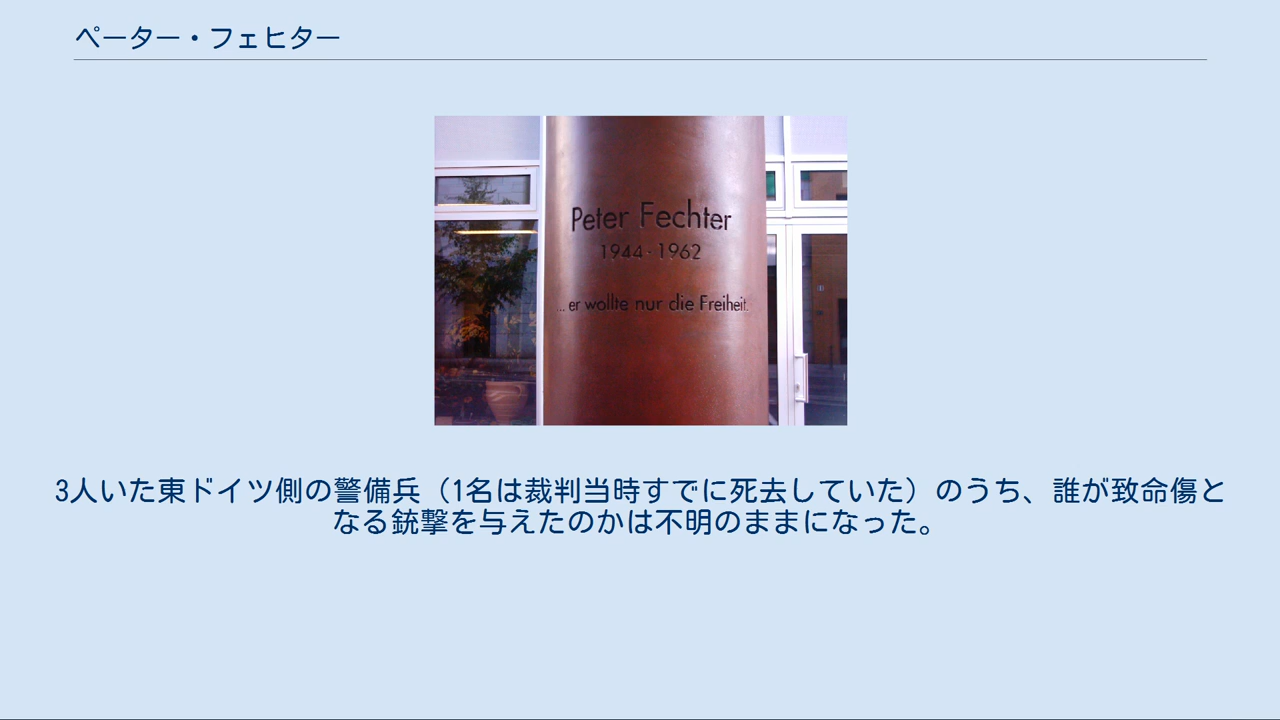 ペーター・フェヒター
Peter Fechter
1944·1962
... er wollte nur die Freiheit.
3人いた東ドイツ側の警備兵（1名は裁判当時すでに死去していた）のうち、誰が致命傷と
なる銃撃を与えたのかは不明のままになった。